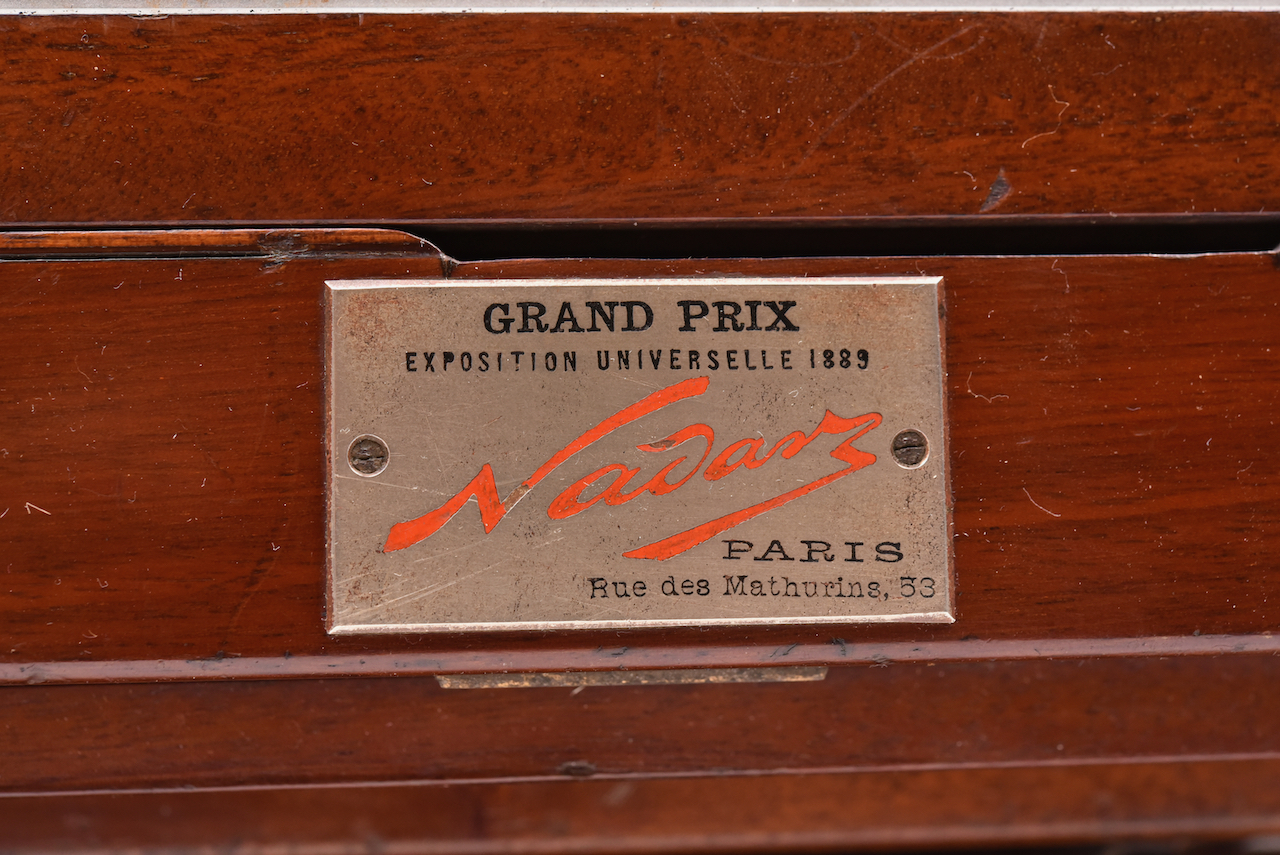 GRAND PRIX
EXPOSITION UNIVERSELLE 1889
Nadar
PARIS
Rue des Mathurins, 53